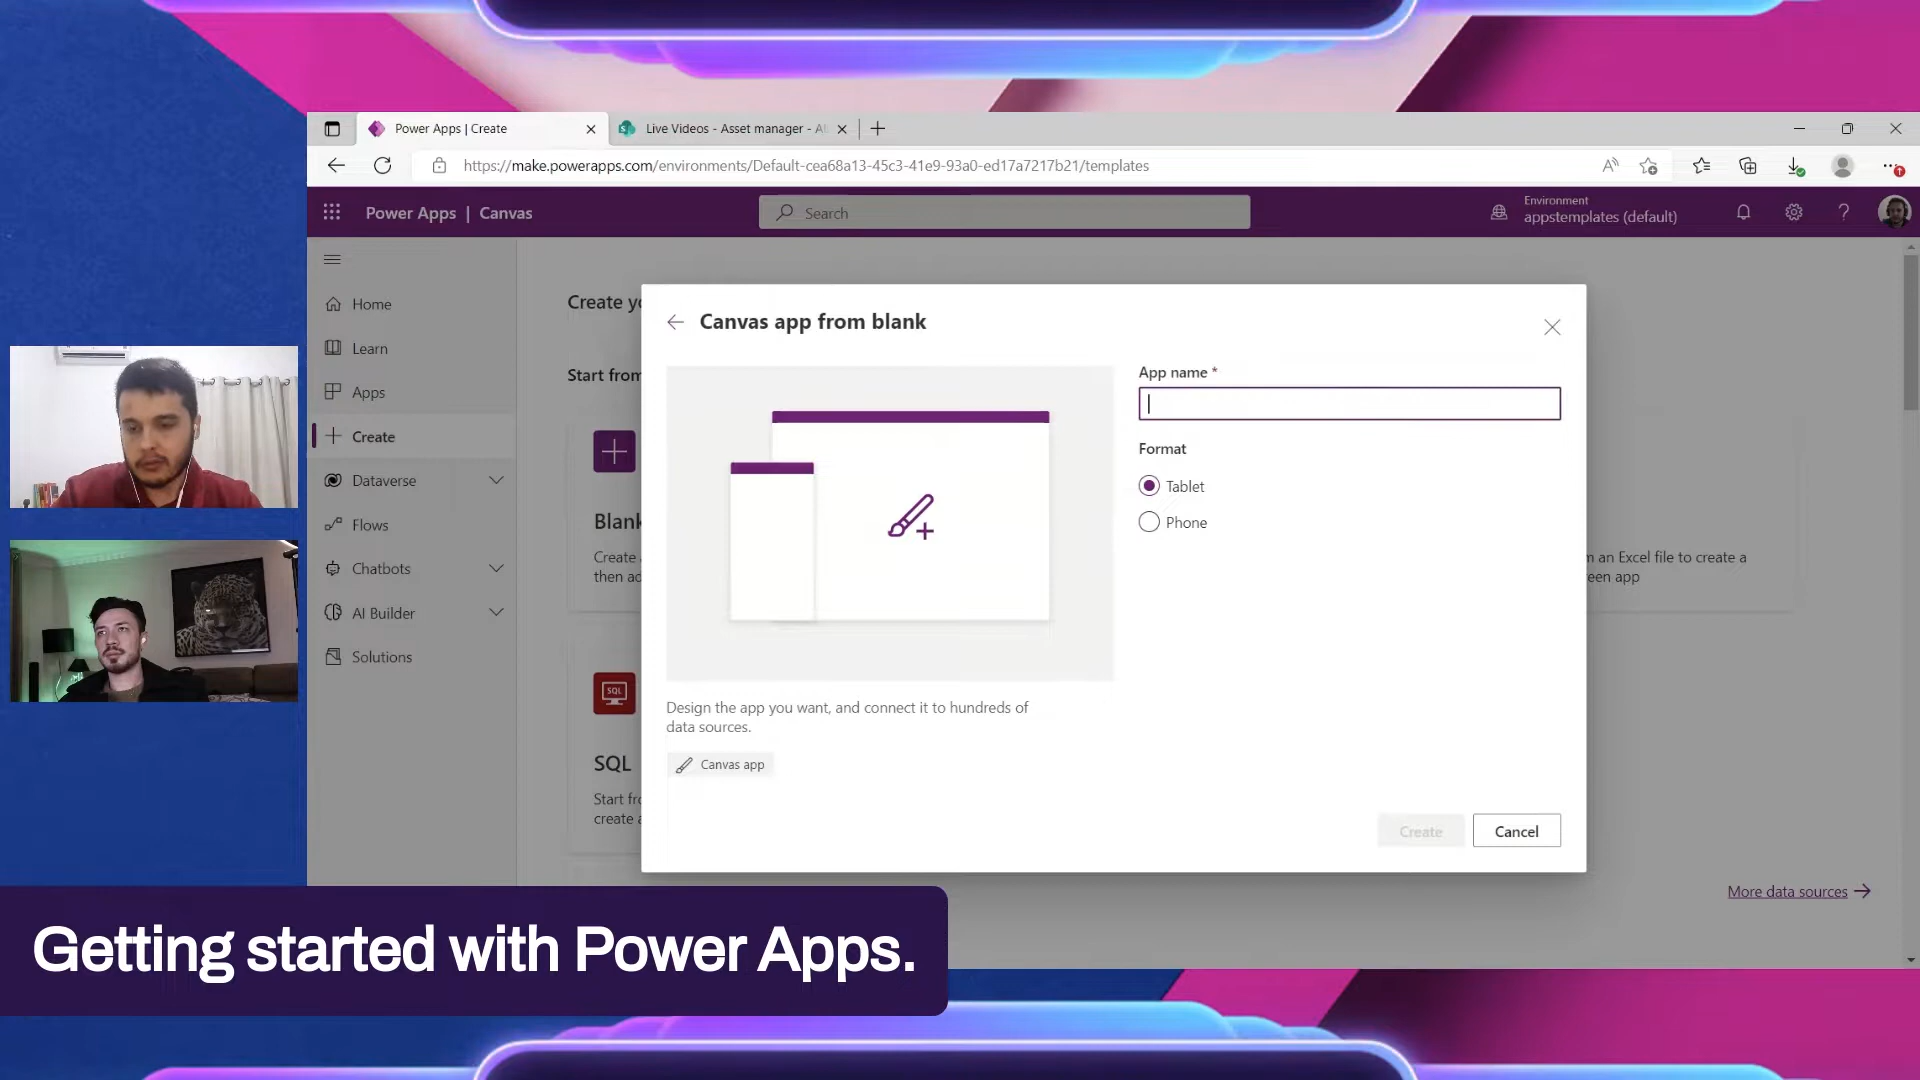 Power Apps | Create
Live Videos - Asset manager - Al
https://make.powerapps.com/environments/Default-cea68a13-45c3-41e9-93a0-ed17a7217b21/templates
Power Apps | Canvas
Search
Environment
appstemplates (default)
Home
Learn
Apps
Create
Dataverse
Flows
Chatbots
AI Builder
Solutions
Create yo
Start from
Blank
Create
then ad
SQL
SQL
Start fro
create a
Canvas app from blank
Design the app you want, and connect it to hundreds of
data sources.
Canvas app
App name *
Format
Tablet
Phone
Create
Cancel
m an Excel file to create a
een app
More data sources
Getting started with Power Apps.